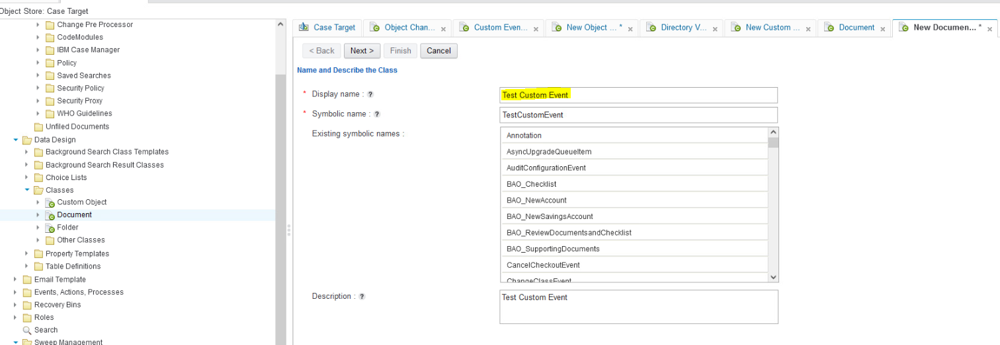 Object Store: Case Target
Change Pre Processor
CodeModules
IBM Case Manager
Policy
Saved Searches
Security Policy
Security Proxy
WHO Guidelines
Unfiled Documents
Data Design
Background Search Class Templates
Background Search Result Classes
Choice Lists
Classes
Custom Object
Document
Folder
Other Classes
Property Templates
Table Definitions
Email Template
Events, Actions, Processes
Recovery Bins
Roles
Search
Sweep Management
Case Target Object Chan... x Custom Even... x New Object ... * x Directory V... x New Custom ... x Document x New Documen... * x
< Back Next > Finish Cancel
Name and Describe the Class
* Display name : ? Test Custom Event
* Symbolic name : ? TestCustomEvent
Existing symbolic names :
Annotation
AsyncUpgradeQueueItem
AuditConfigurationEvent
BAO_Checklist
BAO_NewAccount
BAO_NewSavingsAccount
BAO_ReviewDocumentsandChecklist
BAO_SupportingDocuments
CancelCheckoutEvent
ChangeClassEvent
Description : ? Test Custom Event